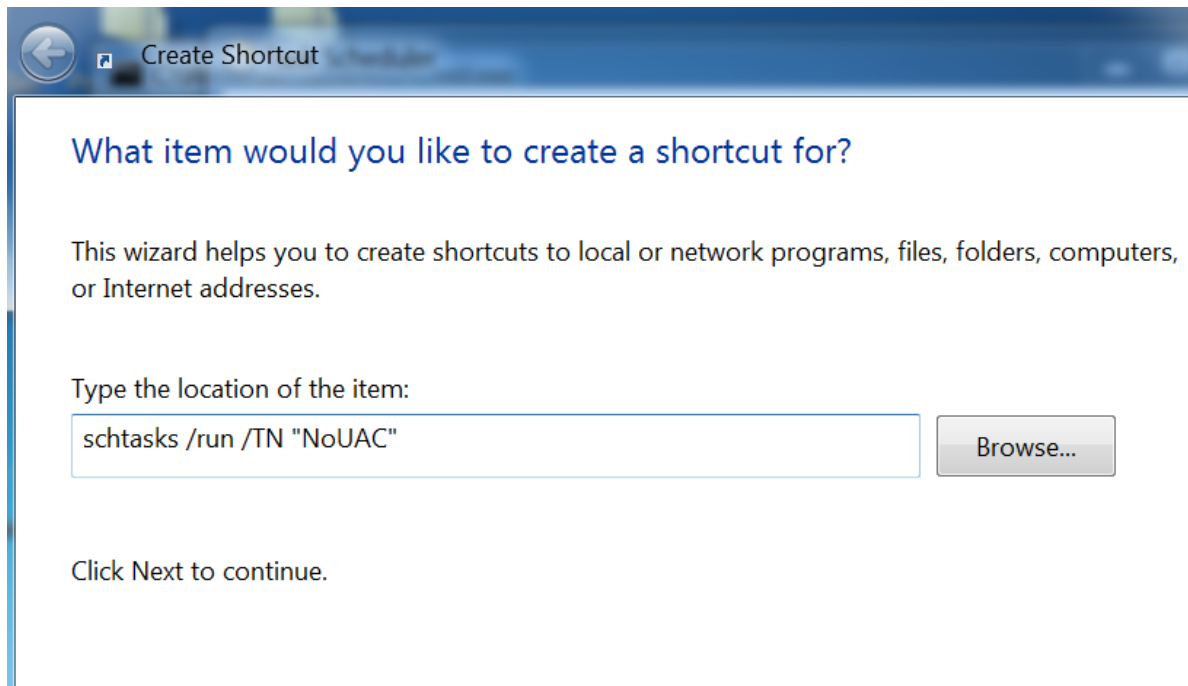 Create Shortcut
What item would you like to create a shortcut for?
This wizard helps you to create shortcuts to local or network programs, files, folders, computers,
or Internet addresses.
Type the location of the item:
schtasks /run /TN "NoUAC"
Browse...
Click Next to continue.